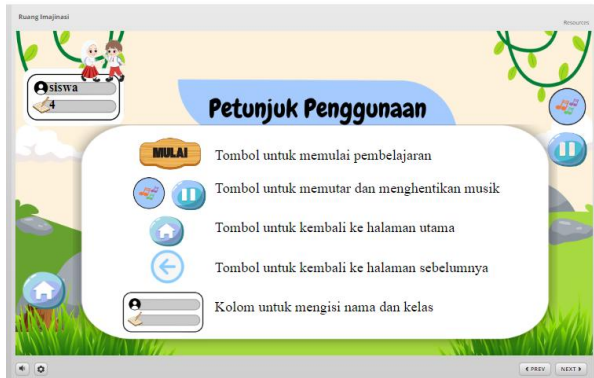 Ruang Imajinasi
Resources
siswa
4
Petunjuk Penggunaan
MULAI
Tombol untuk memulai pembelajaran
Tombol untuk memutar dan menghentikan musik
Tombol untuk kembali ke halaman utama
Tombol untuk kembali ke halaman sebelumnya
Kolom untuk mengisi nama dan kelas
PREV
NEXT